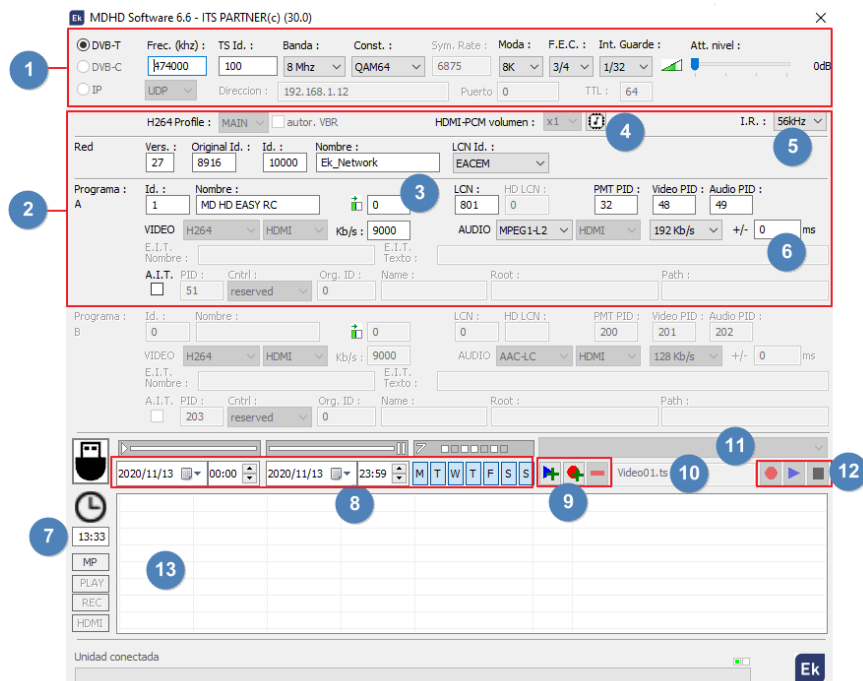 Ek MDHD Software 6.6 - ITS PARTNER(c) (30.0)
DVB-T Frec. (khz) : TS Id. : Banda : Const. : Sym. Rate : Moda : F.E.C. : Int. Guarde : Att. nivel :
1 DVB-C 474000 100 8 Mhz QAM64 6875 8K 3/4 1/32 0dB
IP UDP Direccion : 192.168.1.12 Puerto 0 TTL : 64
H264 Profile : MAIN autor. VBR HDMI-PCM volumen : x1 4 I.R. : 56kHz
Red Vers. : Original Id. : Id. : Nombre : LCN Id. : 5
27 8916 10000 Ek_Network EACEM
Programa : Id. : Nombre : 3 LCN : HD LCN : PMT PID : Video PID : Audio PID :
2 A 1 MD HD EASY RC 0 801 0 32 48 49
VIDEO H264 HDMI Kb/s : 9000 AUDIO MPEG1-L2 HDMI 192 Kb/s +/- 0 ms
E.I.T. Nombre : E.I.T. Texto : 6
A.I.T. PID : Cntrl : Org. ID : Name : Root : Path :
51 reserved 0
Programa : Id. : Nombre : LCN : HD LCN : PMT PID : Video PID : Audio PID :
B 0 0 0 200 201 202
VIDEO H264 HDMI Kb/s : 9000 AUDIO AAC-LC HDMI 128 Kb/s +/- 0 ms
E.I.T. Nombre : E.I.T. Texto :
A.I.T. PID : Cntrl : Org. ID : Name : Root : Path :
203 reserved 0
11
2020/11/13 00:00 2020/11/13 23:59 M T W T F S S Video01.ts 10 12
8 9
7 13:33
MP 13
PLAY
REC
HDMI
Unidad conectada
Ek